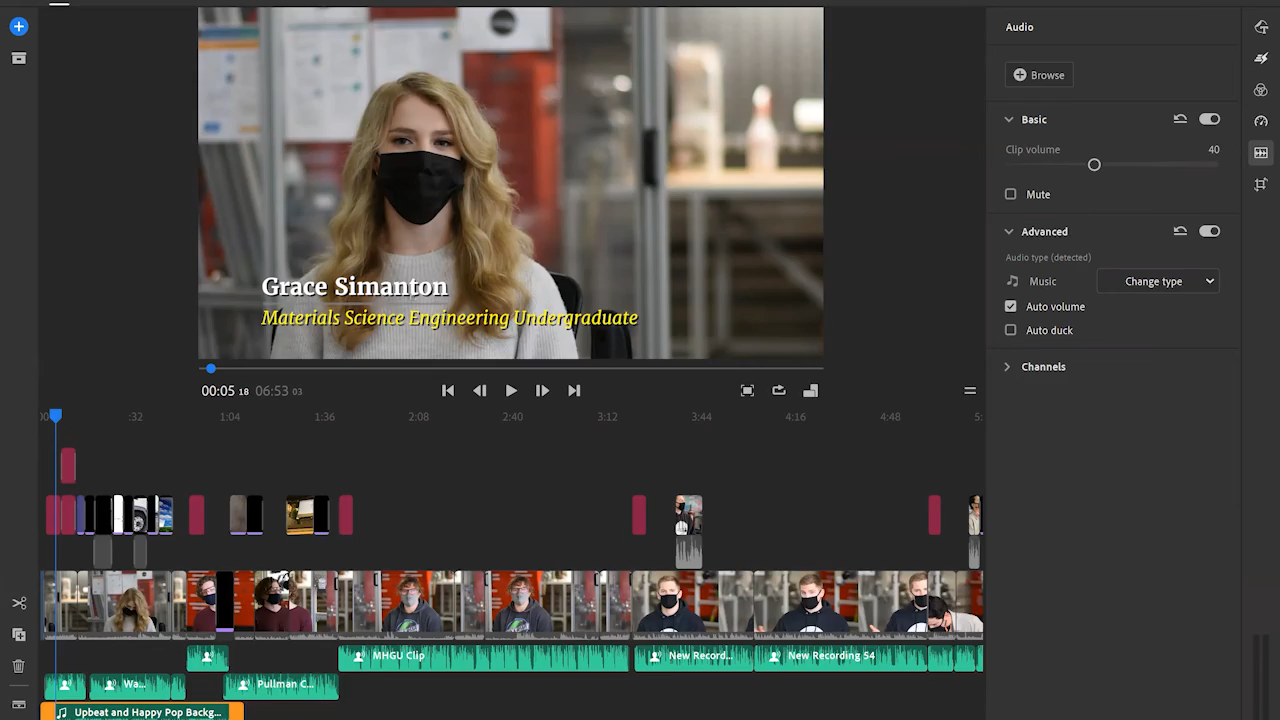 Audio
Browse
Basic
Clip volume 40
Mute
Advanced
Audio type (detected)
Music Change type
Auto volume
Auto duck
Channels
Grace Simanton
Materials Science Engineering Undergraduate
00:05 18 06:53 03
:32 1:04 1:36 2:08 2:40 3:12 3:44 4:16 4:48 5:
MHGU Clip New Record... New Recording 54
Wa... Pullman C...
Upbeat and Happy Pop Backg...